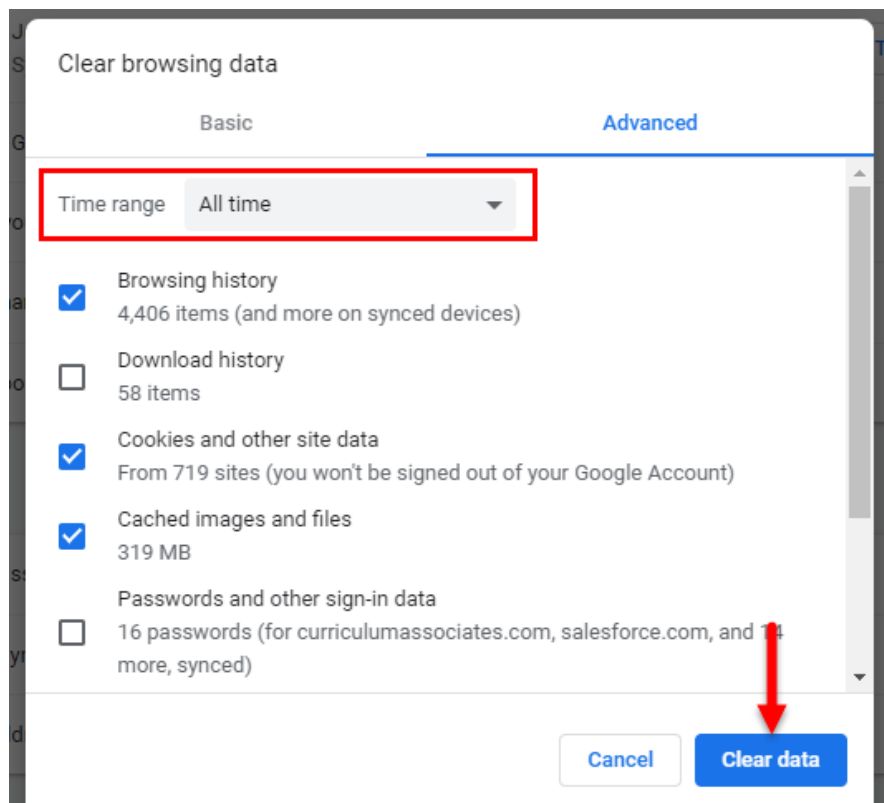 Clear browsing data
Basic
Advanced
Time range
All time
Browsing history
4,406 items (and more on synced devices)
Download history
58 items
Cookies and other site data
From 719 sites (you won't be signed out of your Google Account)
Cached images and files
319 MB
Passwords and other sign-in data
16 passwords (for curriculumassociates.com, salesforce.com, and 14
more, synced)
Cancel
Clear data